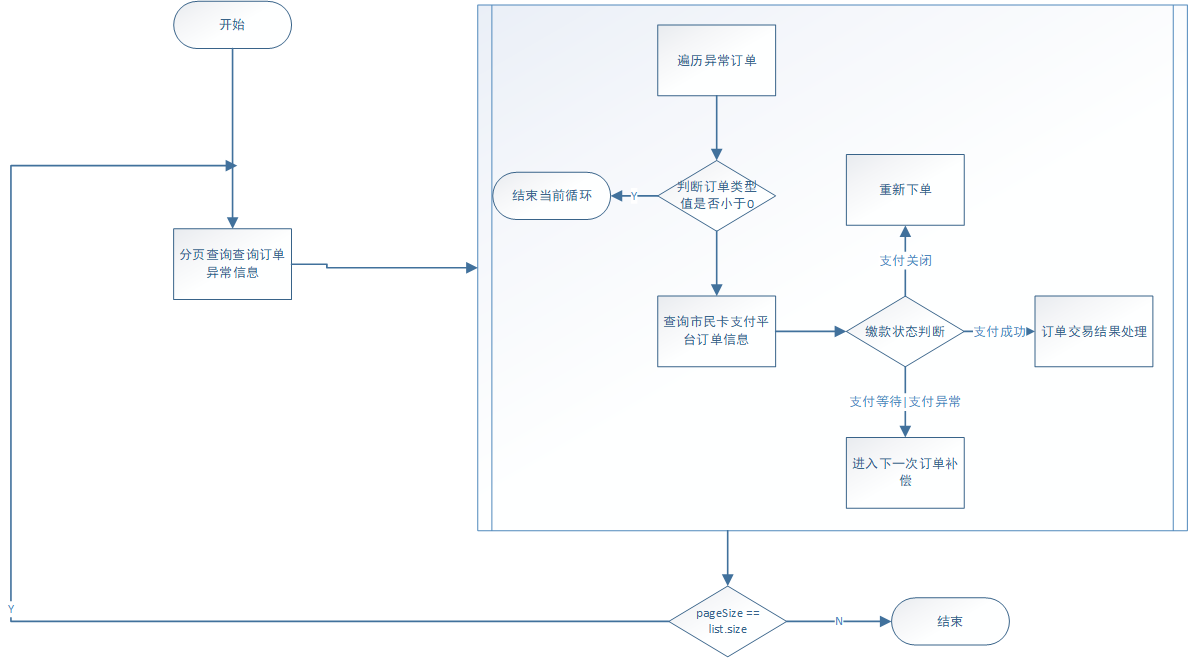 开始
遍历异常订单
判断订单类型
值是否小于0
Y
结束当前循环
重新下单
支付关闭
分页查询查询订单
异常信息
查询市民卡支付平
台订单信息
缴款状态判断
支付成功
订单交易结果处理
支付等待|支付异常
进入下一次订单补
偿
Y
pageSize ==
list.size
N
结束